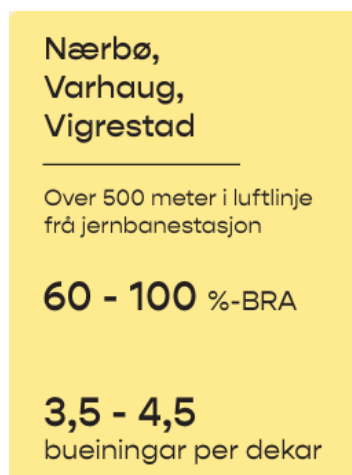 Nærbø,
Varhaug,
Vigrestad
Over 500 meter i luftlinje
frå jernbanestasjon
60 - 100 %-BRA
3,5 - 4,5
bueiningar per dekar